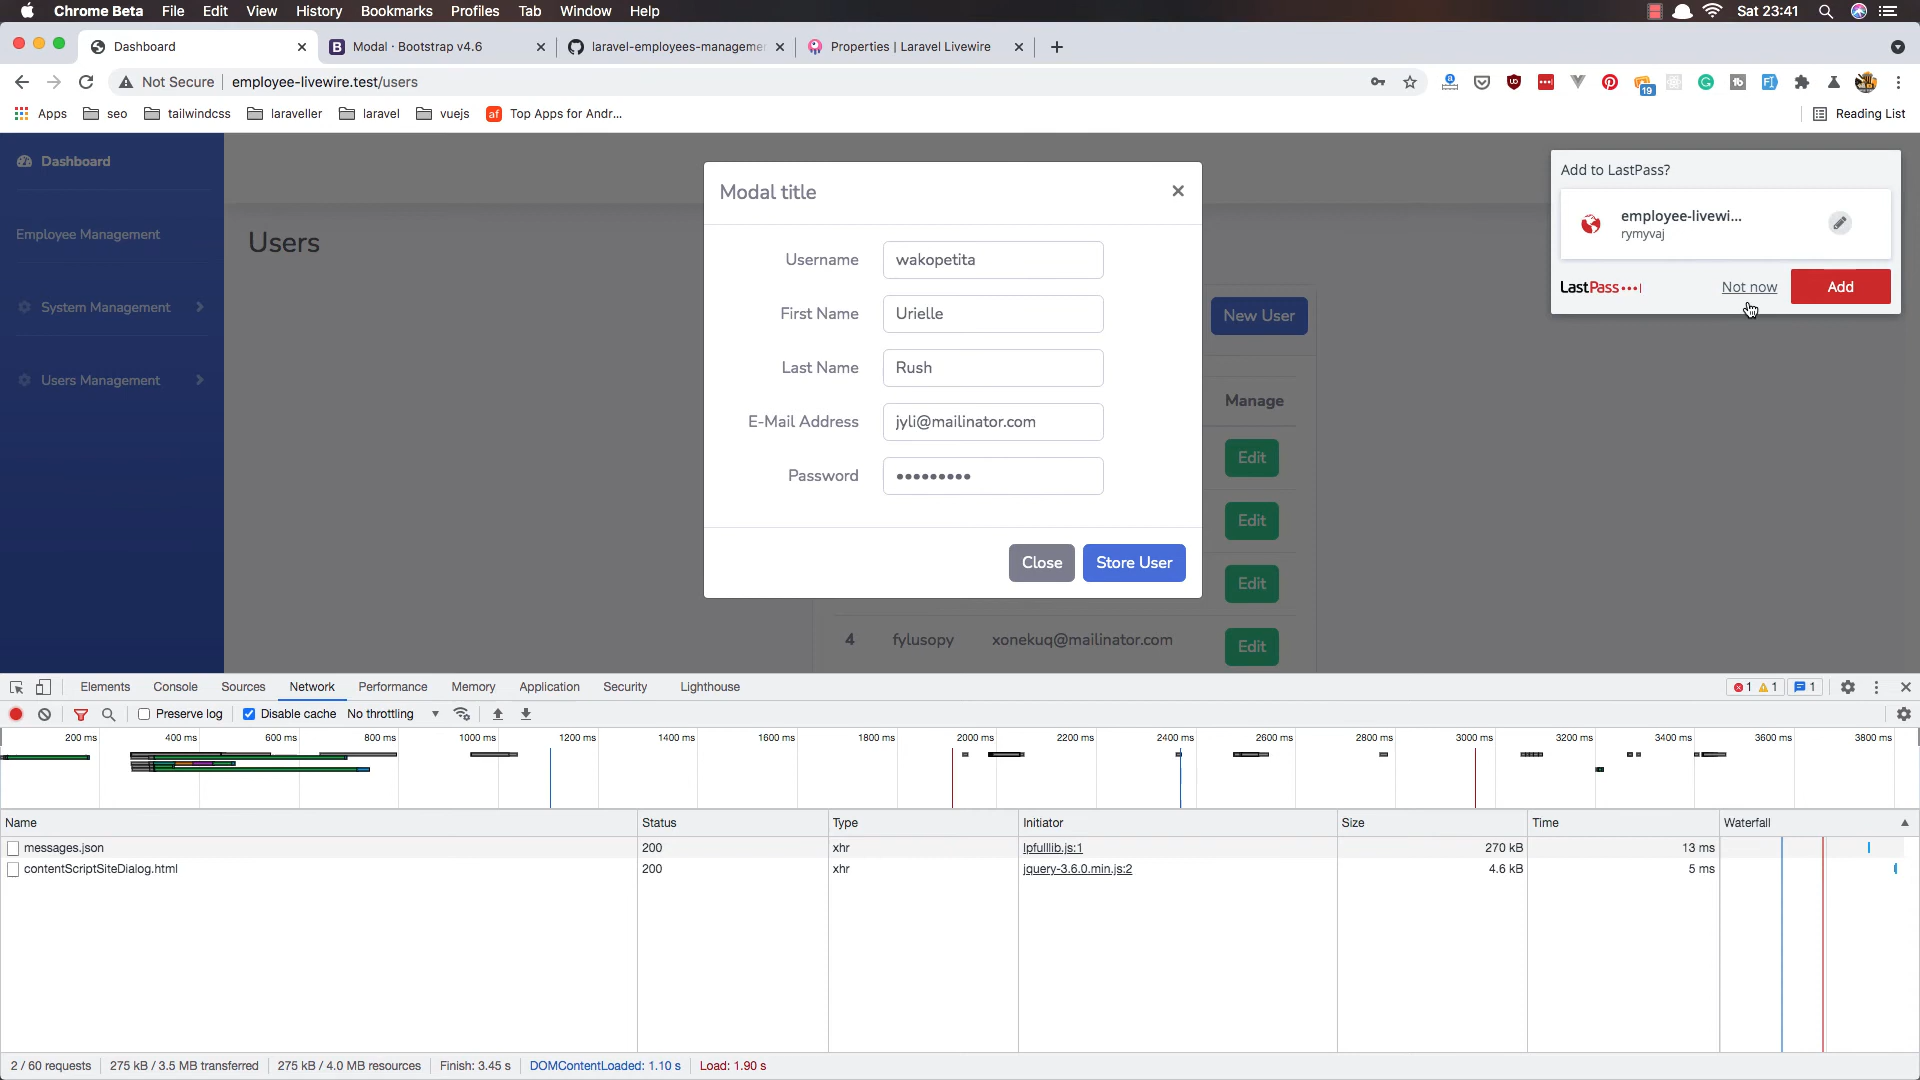 Chrome Beta File Edit View History Bookmarks Profiles Tab Window Help Sat 23:41
Dashboard Modal · Bootstrap v4.6 laravel-employees-managemen Properties | Laravel Livewire
Not Secure employee-livewire.test/users 19
Apps seo tailwindcss laraveller laravel vuejs af Top Apps for Andr... Reading List
Dashboard
Employee Management
System Management
Users Management
Users
New User
Manage
Edit
Edit
Edit
4 fylusopy xonekuq@mailinator.com Edit
Modal title
Username wakopetita
First Name Urielle
Last Name Rush
E-Mail Address jyli@mailinator.com
Password •••••••••
Close Store User
Add to LastPass?
employee-livewi...
rymyvaj
LastPass•••| Not now Add
Elements Console Sources Network Performance Memory Application Security Lighthouse 1 1 1
Preserve log Disable cache No throttling
200 ms 400 ms 600 ms 800 ms 1000 ms 1200 ms 1400 ms 1600 ms 1800 ms 2000 ms 2200 ms 2400 ms 2600 ms 2800 ms 3000 ms 3200 ms 3400 ms 3600 ms 3800 ms
Name Status Type Initiator Size Time Waterfall
messages.json 200 xhr lpfulllib.js:1 270 kB 13 ms
contentScriptSiteDialog.html 200 xhr jquery-3.6.0.min.js:2 4.6 kB 5 ms
2 / 60 requests 275 kB / 3.5 MB transferred 275 kB / 4.0 MB resources Finish: 3.45 s DOMContentLoaded: 1.10 s Load: 1.90 s